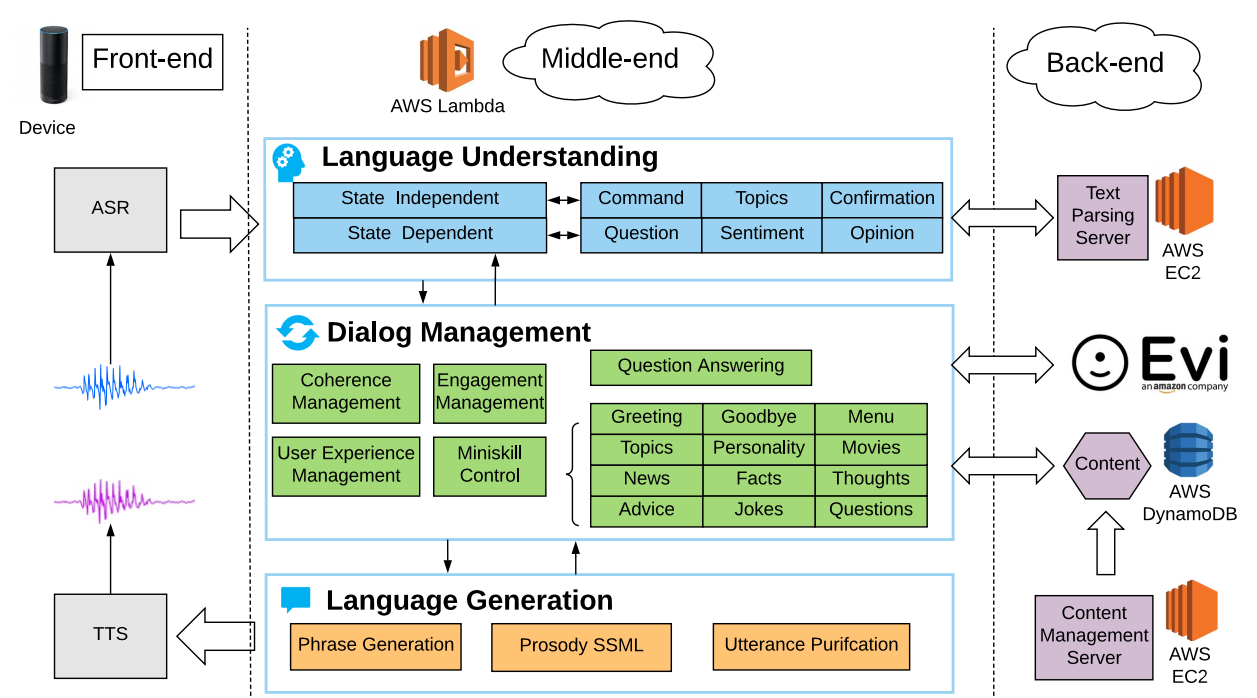 Front-end
Middle-end
Back-end
Device
AWS Lambda
ASR
Language Understanding
State Independent
State Dependent
Command
Topics
Confirmation
Question
Sentiment
Opinion
Text
Parsing
Server
AWS
EC2
Dialog Management
Coherence
Management
Engagement
Management
User Experience
Management
Miniskill
Control
Question Answering
Greeting
Goodbye
Menu
Topics
Personality
Movies
News
Facts
Thoughts
Advice
Jokes
Questions
Evi
an amazon company
Content
AWS
DynamoDB
TTS
Language Generation
Phrase Generation
Prosody SSML
Utterance Purifcation
Content
Management
Server
AWS
EC2